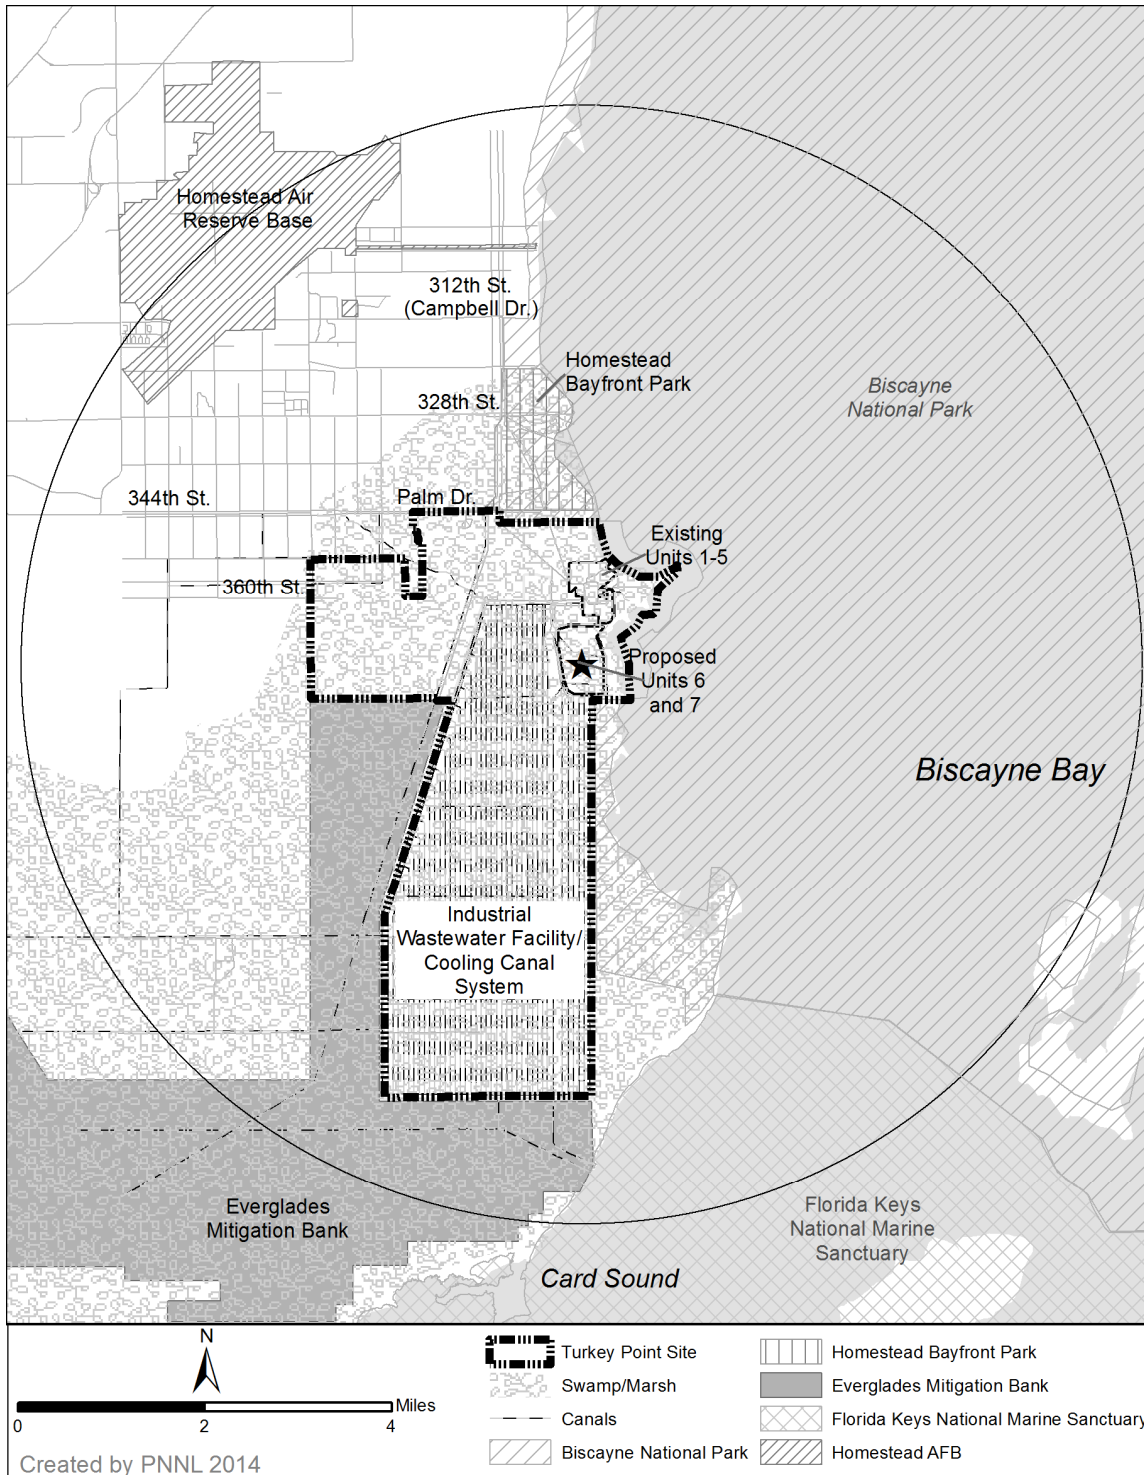 Homestead Air
Reserve Base
312th St.
(Campbell Dr.)
Homestead
Bayfront Park
Biscayne
National Park
328th St.
344th St.
Palm Dr.
Existing
Units 1-5
360th St.
Proposed
Units 6
and 7
Biscayne Bay
Industrial
Wastewater Facility/
Cooling Canal
System
Everglades
Mitigation Bank
Florida Keys
National Marine
Sanctuary
Card Sound
N
Miles
0 2 4
Created by PNNL 2014
Turkey Point Site
Swamp/Marsh
Canals
Biscayne National Park
Homestead Bayfront Park
Everglades Mitigation Bank
Florida Keys National Marine Sanctuary
Homestead AFB